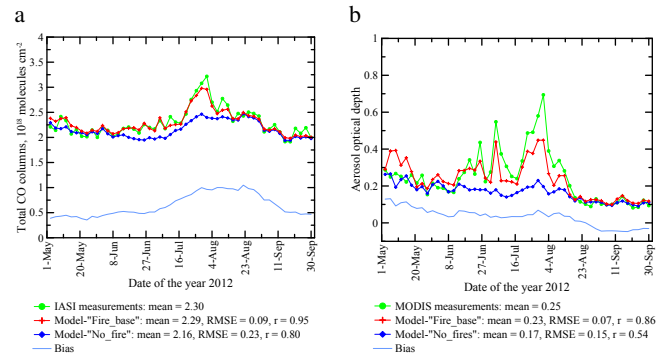 a
Total CO columns, 10¹⁸ molecules cm⁻²
4
3.5
3
2.5
2
1.5
1
0.5
0
1-May
20-May
8-Jun
27-Jun
16-Jul
4-Aug
23-Aug
11-Sep
30-Sep
Date of the year 2012
IASI measurements: mean = 2.30
Model-"Fire_base": mean = 2.29, RMSE = 0.09, r = 0.95
Model-"No_fire": mean = 2.16, RMSE = 0.23, r = 0.80
Bias
b
Aerosol optical depth
1
0.8
0.6
0.4
0.2
0
1-May
20-May
8-Jun
27-Jun
16-Jul
4-Aug
23-Aug
11-Sep
30-Sep
Date of the year 2012
MODIS measurements: mean = 0.25
Model-"Fire_base": mean = 0.23, RMSE = 0.07, r = 0.86
Model-"No_fire": mean = 0.17, RMSE = 0.15, r = 0.54
Bias